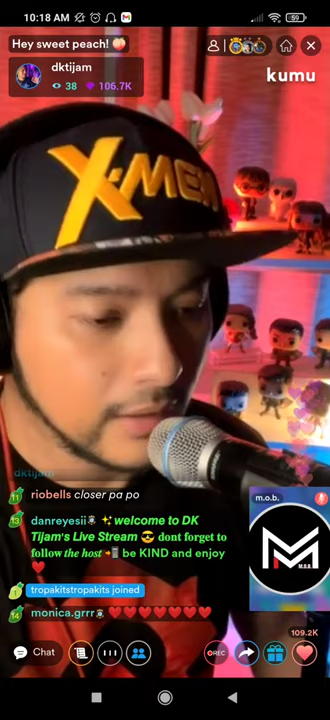 10:18 AM
59
Hey sweet peach! 🍑
dktijam
38 106.7K
kumu
X-MEN
dktijam
11 riobells closer pa po
13 danreyesii ✨welcome to DK
Tijam's Live Stream 😎 dont forget to
follow the host be KIND and enjoy
❤️
1 tropakitstropakits joined
14 monica.grrr ❤️❤️❤️❤️❤️❤️❤️
m.o.b.
M.O.B.
109.2K
Chat
REC